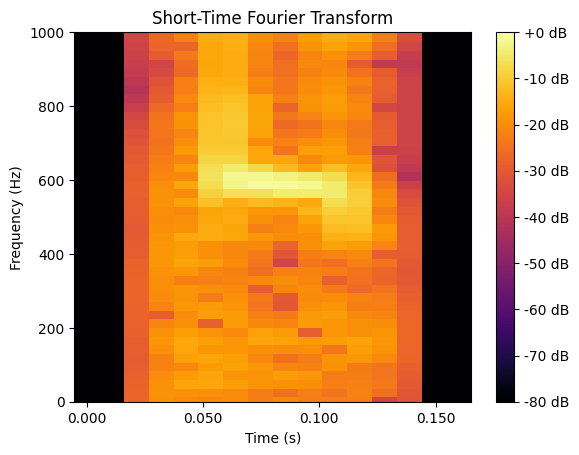 Short-Time Fourier Transform
1000
800
600
400
200
0
Frequency (Hz)
0.000
0.050
0.100
0.150
Time (s)
+0 dB
-10 dB
-20 dB
-30 dB
-40 dB
-50 dB
-60 dB
-70 dB
-80 dB